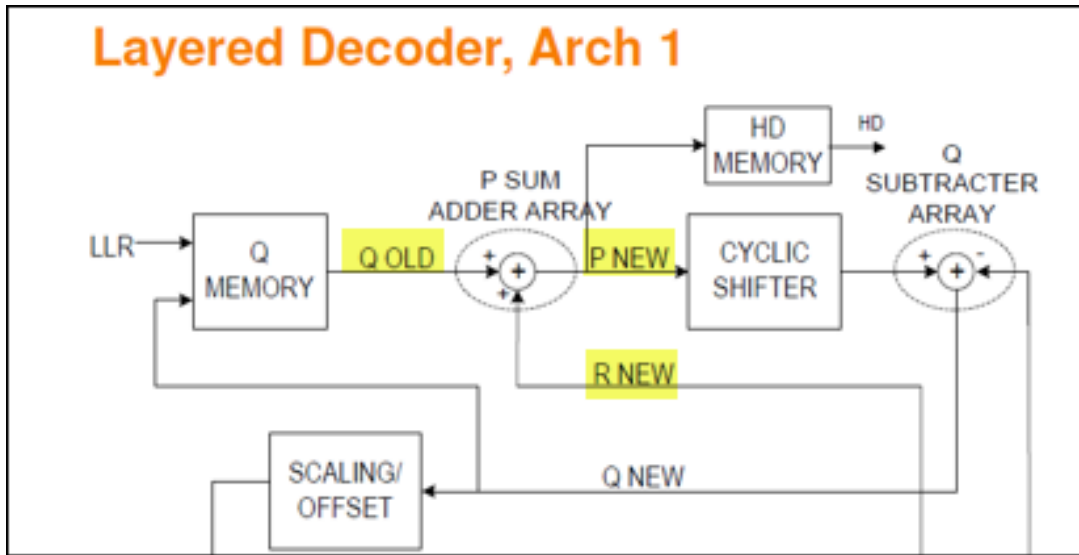 Layered Decoder, Arch 1
HD
MEMORY
HD
Q
SUBTRACTER
ARRAY
P SUM
ADDER ARRAY
LLR
Q
MEMORY
Q OLD
+
+
+
P NEW
CYCLIC
SHIFTER
+
+
-
R NEW
SCALING/
OFFSET
Q NEW